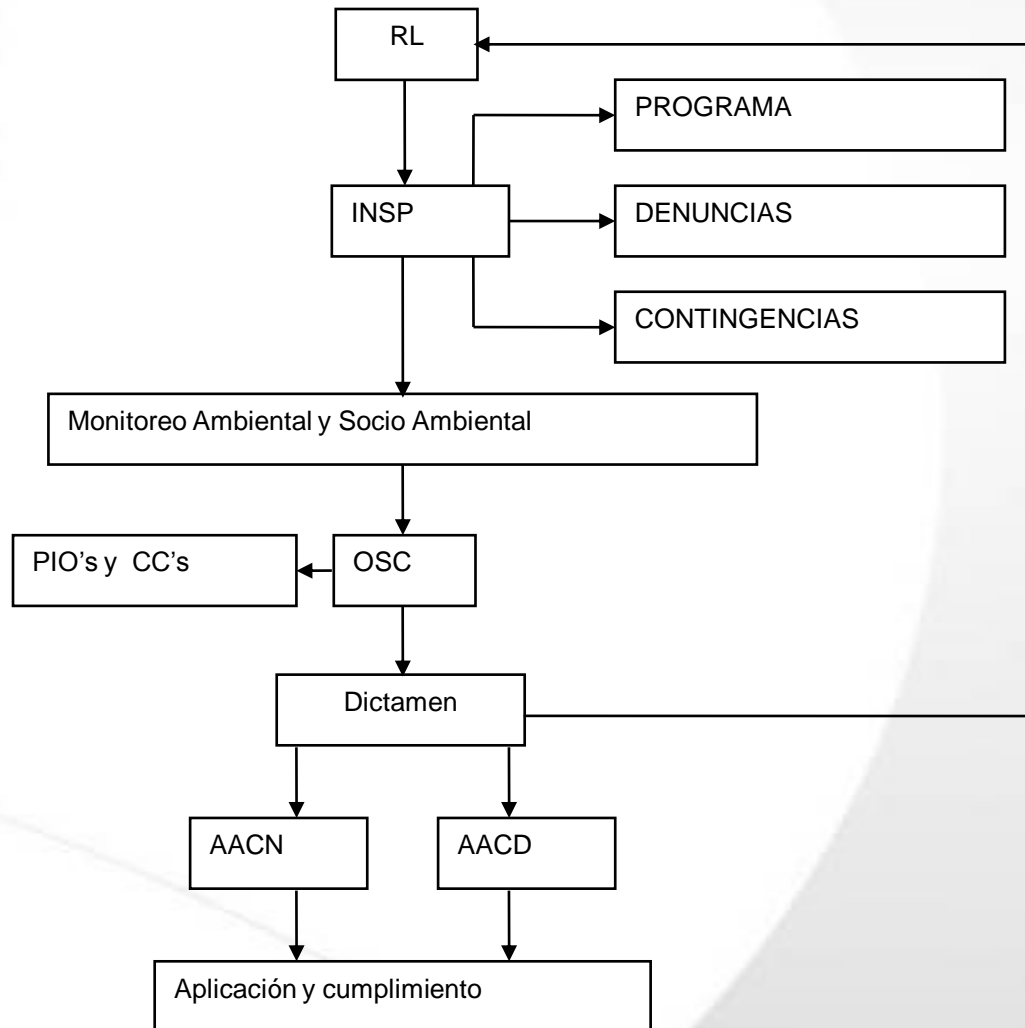 RL
PROGRAMA
INSP
DENUNCIAS
CONTINGENCIAS
Monitoreo Ambiental y Socio Ambiental
PIO’s y CC’s
OSC
Dictamen
AACN
AACD
Aplicación y cumplimiento